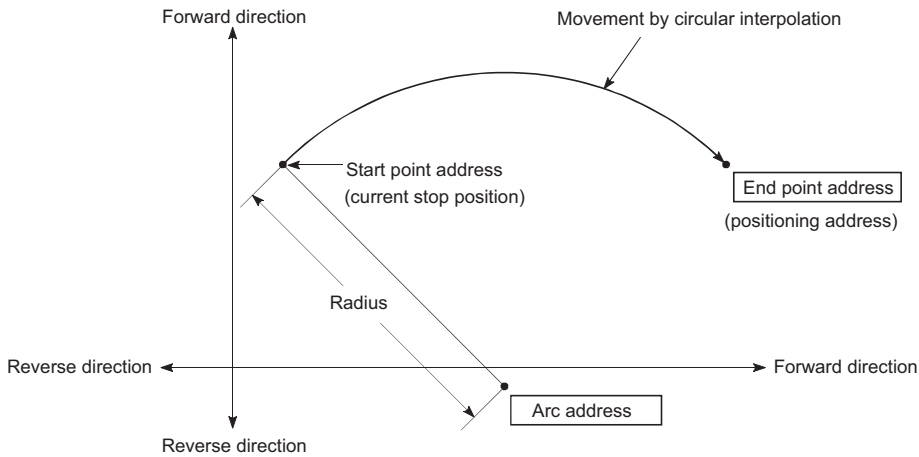 Forward direction
Movement by circular interpolation
Start point address
(current stop position)
End point address
(positioning address)
Radius
Reverse direction
Forward direction
Arc address
Reverse direction